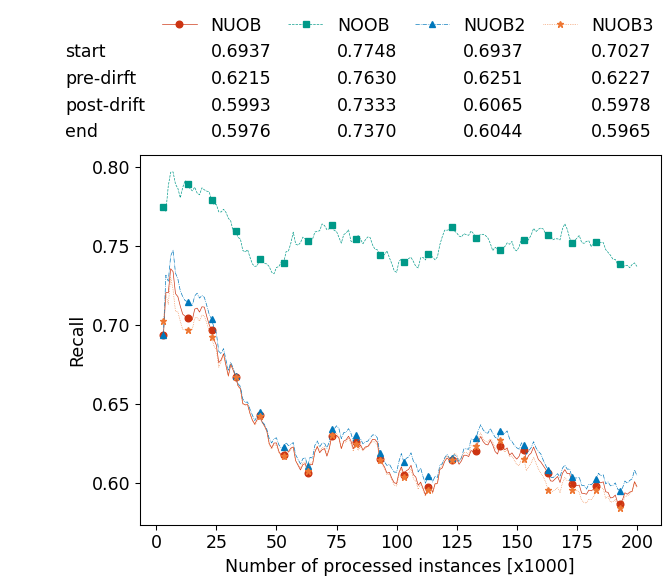 NUOB NOOB NUOB2 NUOB3
start 0.6937 0.7748 0.6937 0.7027
pre-dirft 0.6215 0.7630 0.6251 0.6227
post-drift 0.5993 0.7333 0.6065 0.5978
end 0.5976 0.7370 0.6044 0.5965
0.80
0.75
0.70
0.65
0.60
Recall
0 25 50 75 100 125 150 175 200
Number of processed instances [x1000]